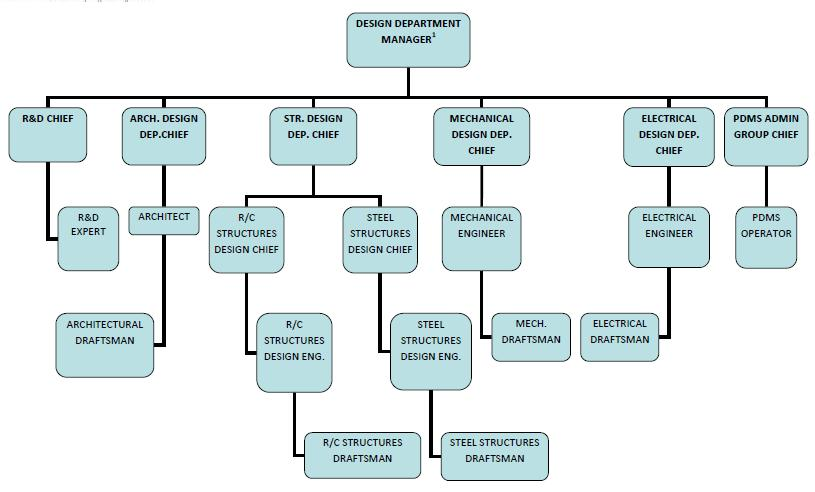 DESIGN DEPARTMENT
MANAGER¹
R&D CHIEF
ARCH. DESIGN
DEP.CHIEF
STR. DESIGN
DEP. CHIEF
MECHANICAL
DESIGN DEP.
CHIEF
ELECTRICAL
DESIGN DEP.
CHIEF
PDMS ADMIN
GROUP CHIEF
R&D
EXPERT
ARCHITECT
R/C
STRUCTURES
DESIGN CHIEF
STEEL
STRUCTURES
DESIGN CHIEF
MECHANICAL
ENGINEER
ELECTRICAL
ENGINEER
PDMS
OPERATOR
ARCHITECTURAL
DRAFTSMAN
R/C
STRUCTURES
DESIGN ENG.
STEEL
STRUCTURES
DESIGN ENG.
MECH.
DRAFTSMAN
ELECTRICAL
DRAFTSMAN
R/C STRUCTURES
DRAFTSMAN
STEEL STRUCTURES
DRAFTSMAN